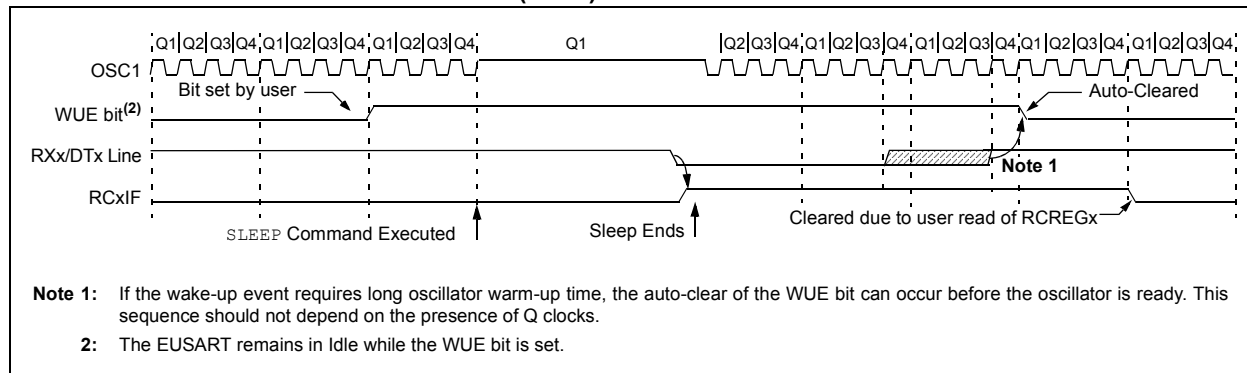 Q1 Q2 Q3 Q4 Q1 Q2 Q3 Q4 Q1 Q2 Q3 Q4 Q1 Q2 Q3 Q4 Q1 Q2 Q3 Q4 Q1 Q2 Q3 Q4 Q1 Q2 Q3 Q4 Q1 Q2 Q3 Q4
OSC1
Bit set by user
Auto-Cleared
WUE bit(2)
RXx/DTx Line
Note 1
RCxIF
Cleared due to user read of RCREGx
SLEEP Command Executed
Sleep Ends
Note 1: If the wake-up event requires long oscillator warm-up time, the auto-clear of the WUE bit can occur before the oscillator is ready. This
sequence should not depend on the presence of Q clocks.
2: The EUSART remains in Idle while the WUE bit is set.